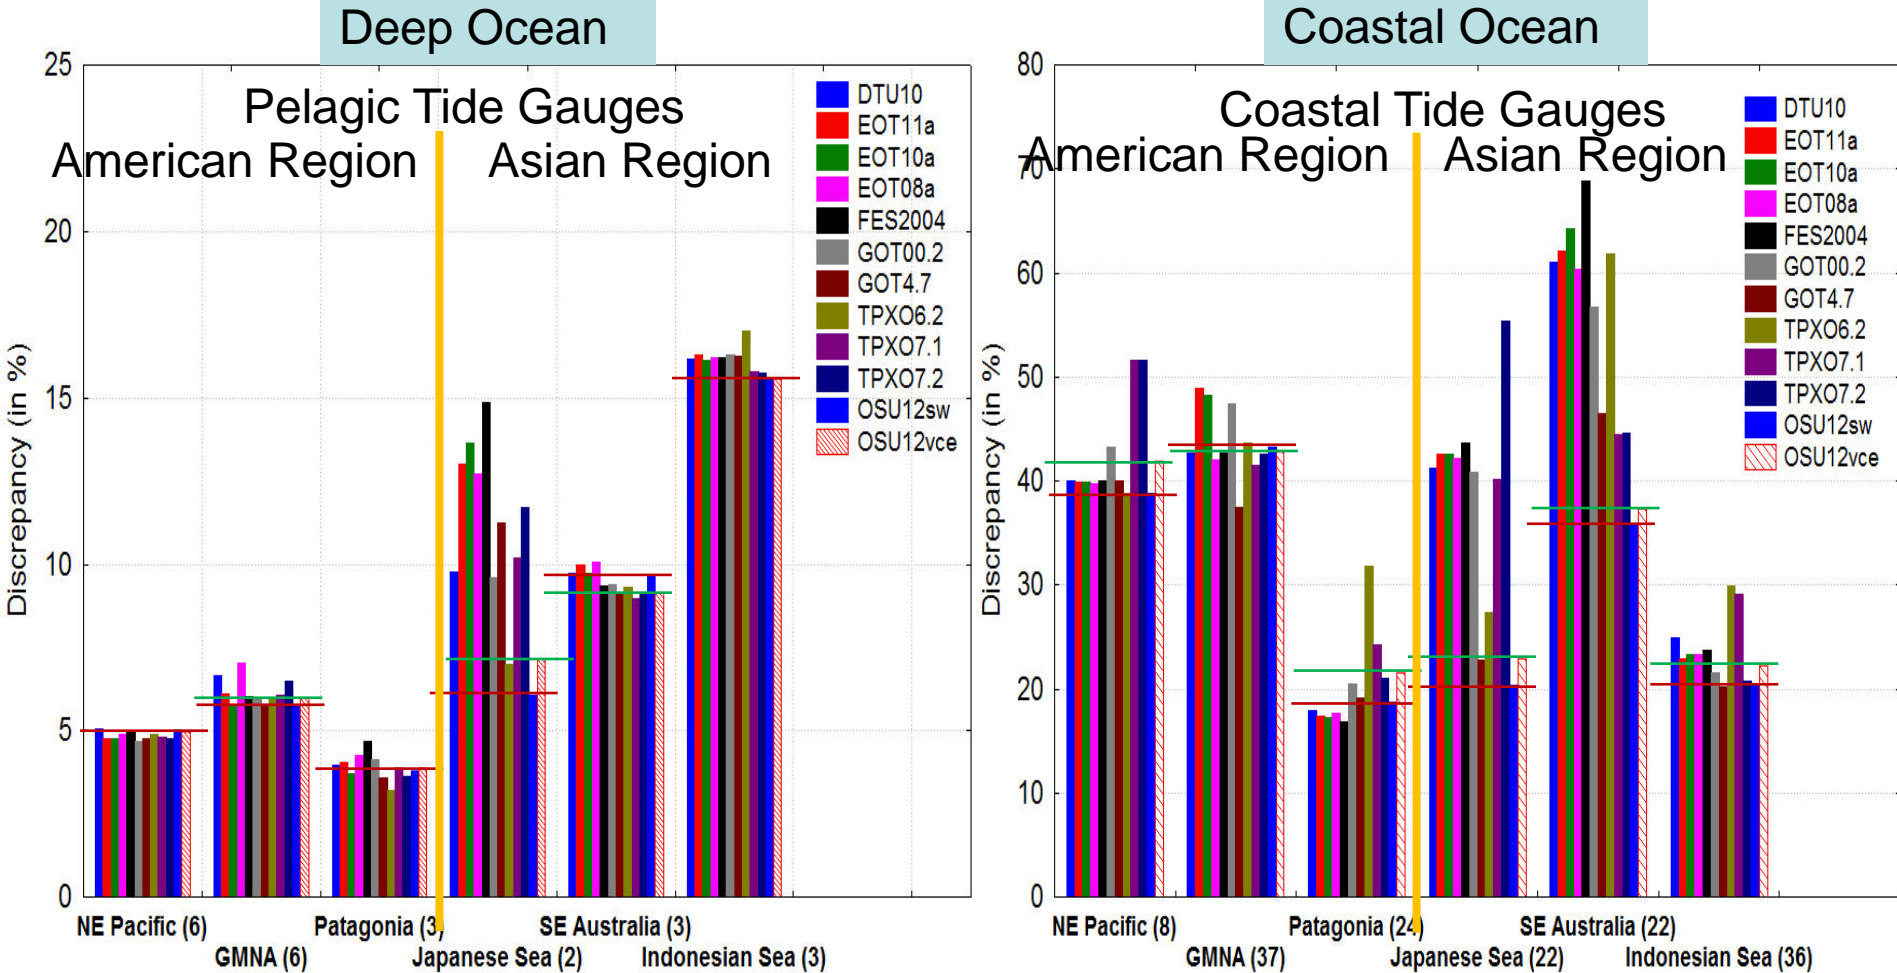 Deep Ocean
Pelagic Tide Gauges
American Region
Asian Region
25
20
15
10
5
0
Discrepancy (in %)
DTU10
EOT11a
EOT10a
EOT08a
FES2004
GOT00.2
GOT4.7
TPXO6.2
TPXO7.1
TPXO7.2
OSU12sw
OSU12vce
NE Pacific (6)
GMNA (6)
Patagonia (3)
Japanese Sea (2)
SE Australia (3)
Indonesian Sea (3)
Coastal Ocean
Coastal Tide Gauges
American Region
Asian Region
80
70
60
50
40
30
20
10
0
Discrepancy (in %)
DTU10
EOT11a
EOT10a
EOT08a
FES2004
GOT00.2
GOT4.7
TPXO6.2
TPXO7.1
TPXO7.2
OSU12sw
OSU12vce
NE Pacific (8)
GMNA (37)
Patagonia (24)
Japanese Sea (22)
SE Australia (22)
Indonesian Sea (36)